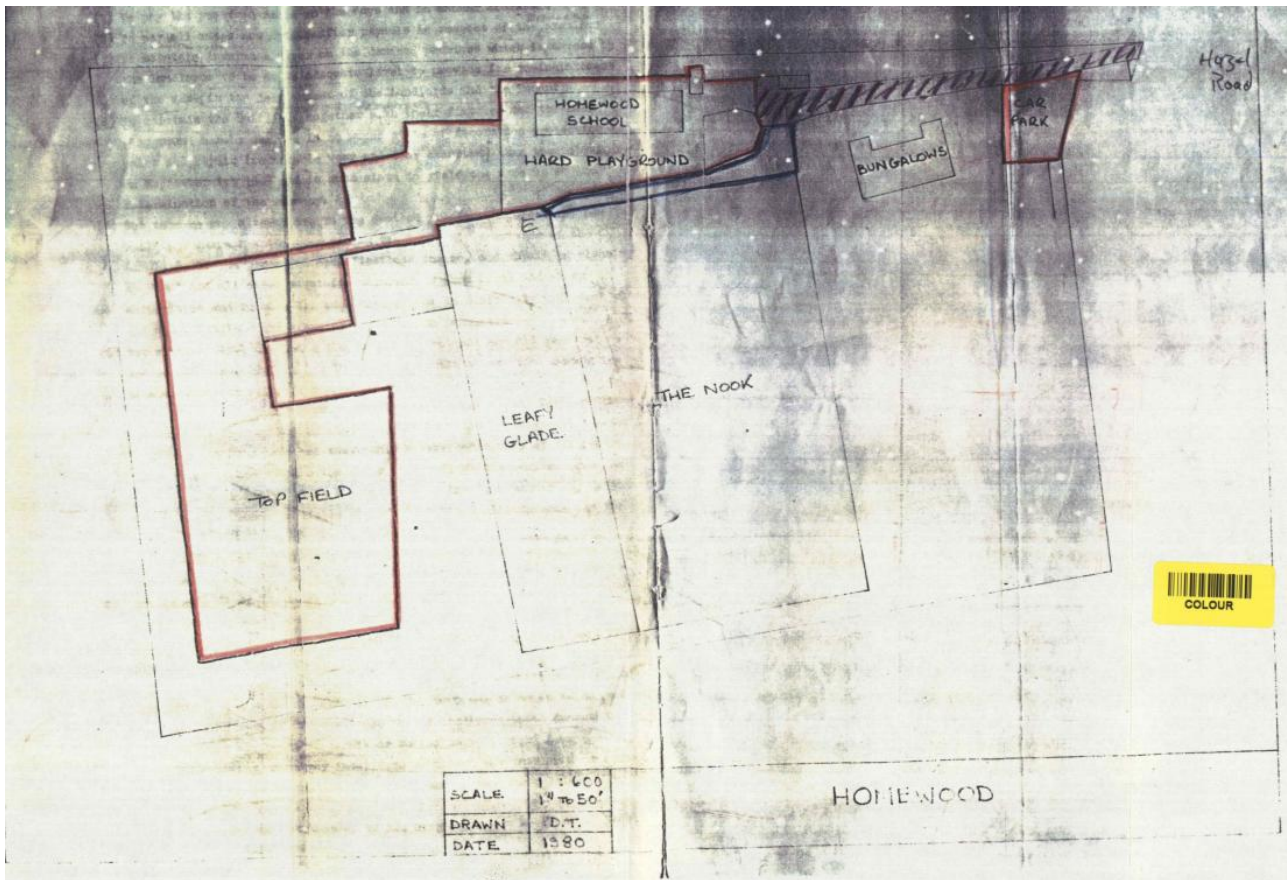 Hazel
Road
HOMEWOOD
SCHOOL
HARD PLAYGROUND
CAR
PARK
BUNGALOWS
E
THE NOOK
LEAFY
GLADE.
TOP FIELD
COLOUR
SCALE
1 : 600
1" TO 50'
DRAWN
D.T.
DATE
1980
HOMEWOOD